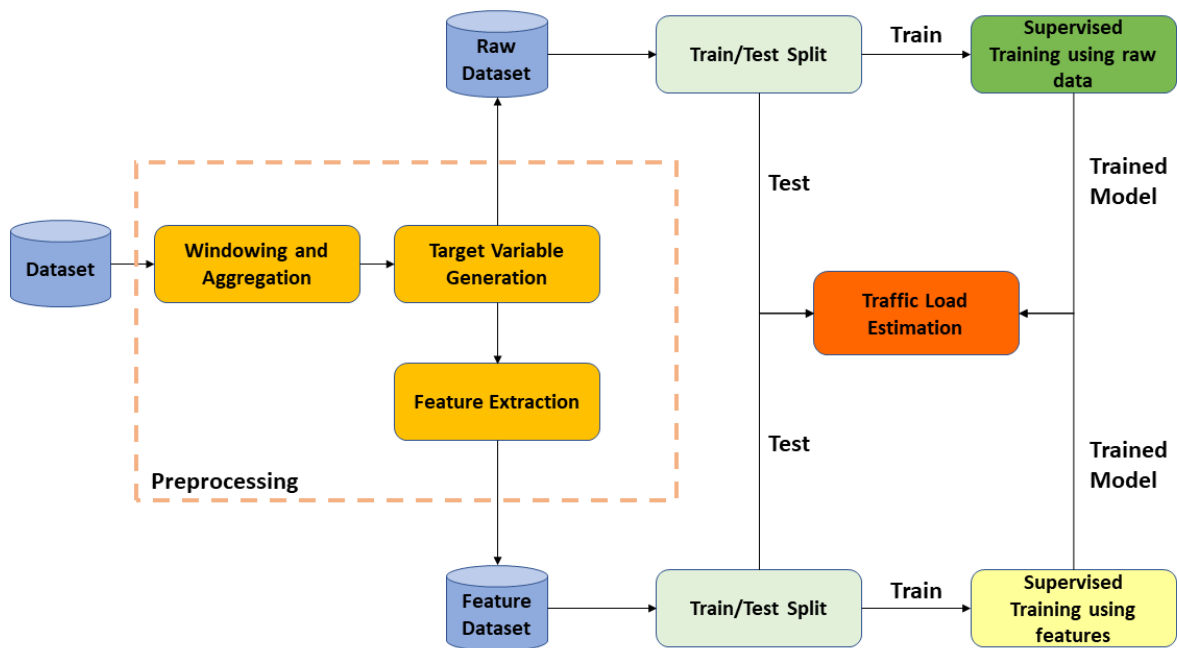 Raw
Dataset
Train/Test Split
Train
Supervised
Training using raw
data
Test
Trained
Model
Dataset
Windowing and
Aggregation
Target Variable
Generation
Traffic Load
Estimation
Feature Extraction
Preprocessing
Test
Trained
Model
Feature
Dataset
Train/Test Split
Train
Supervised
Training using
features